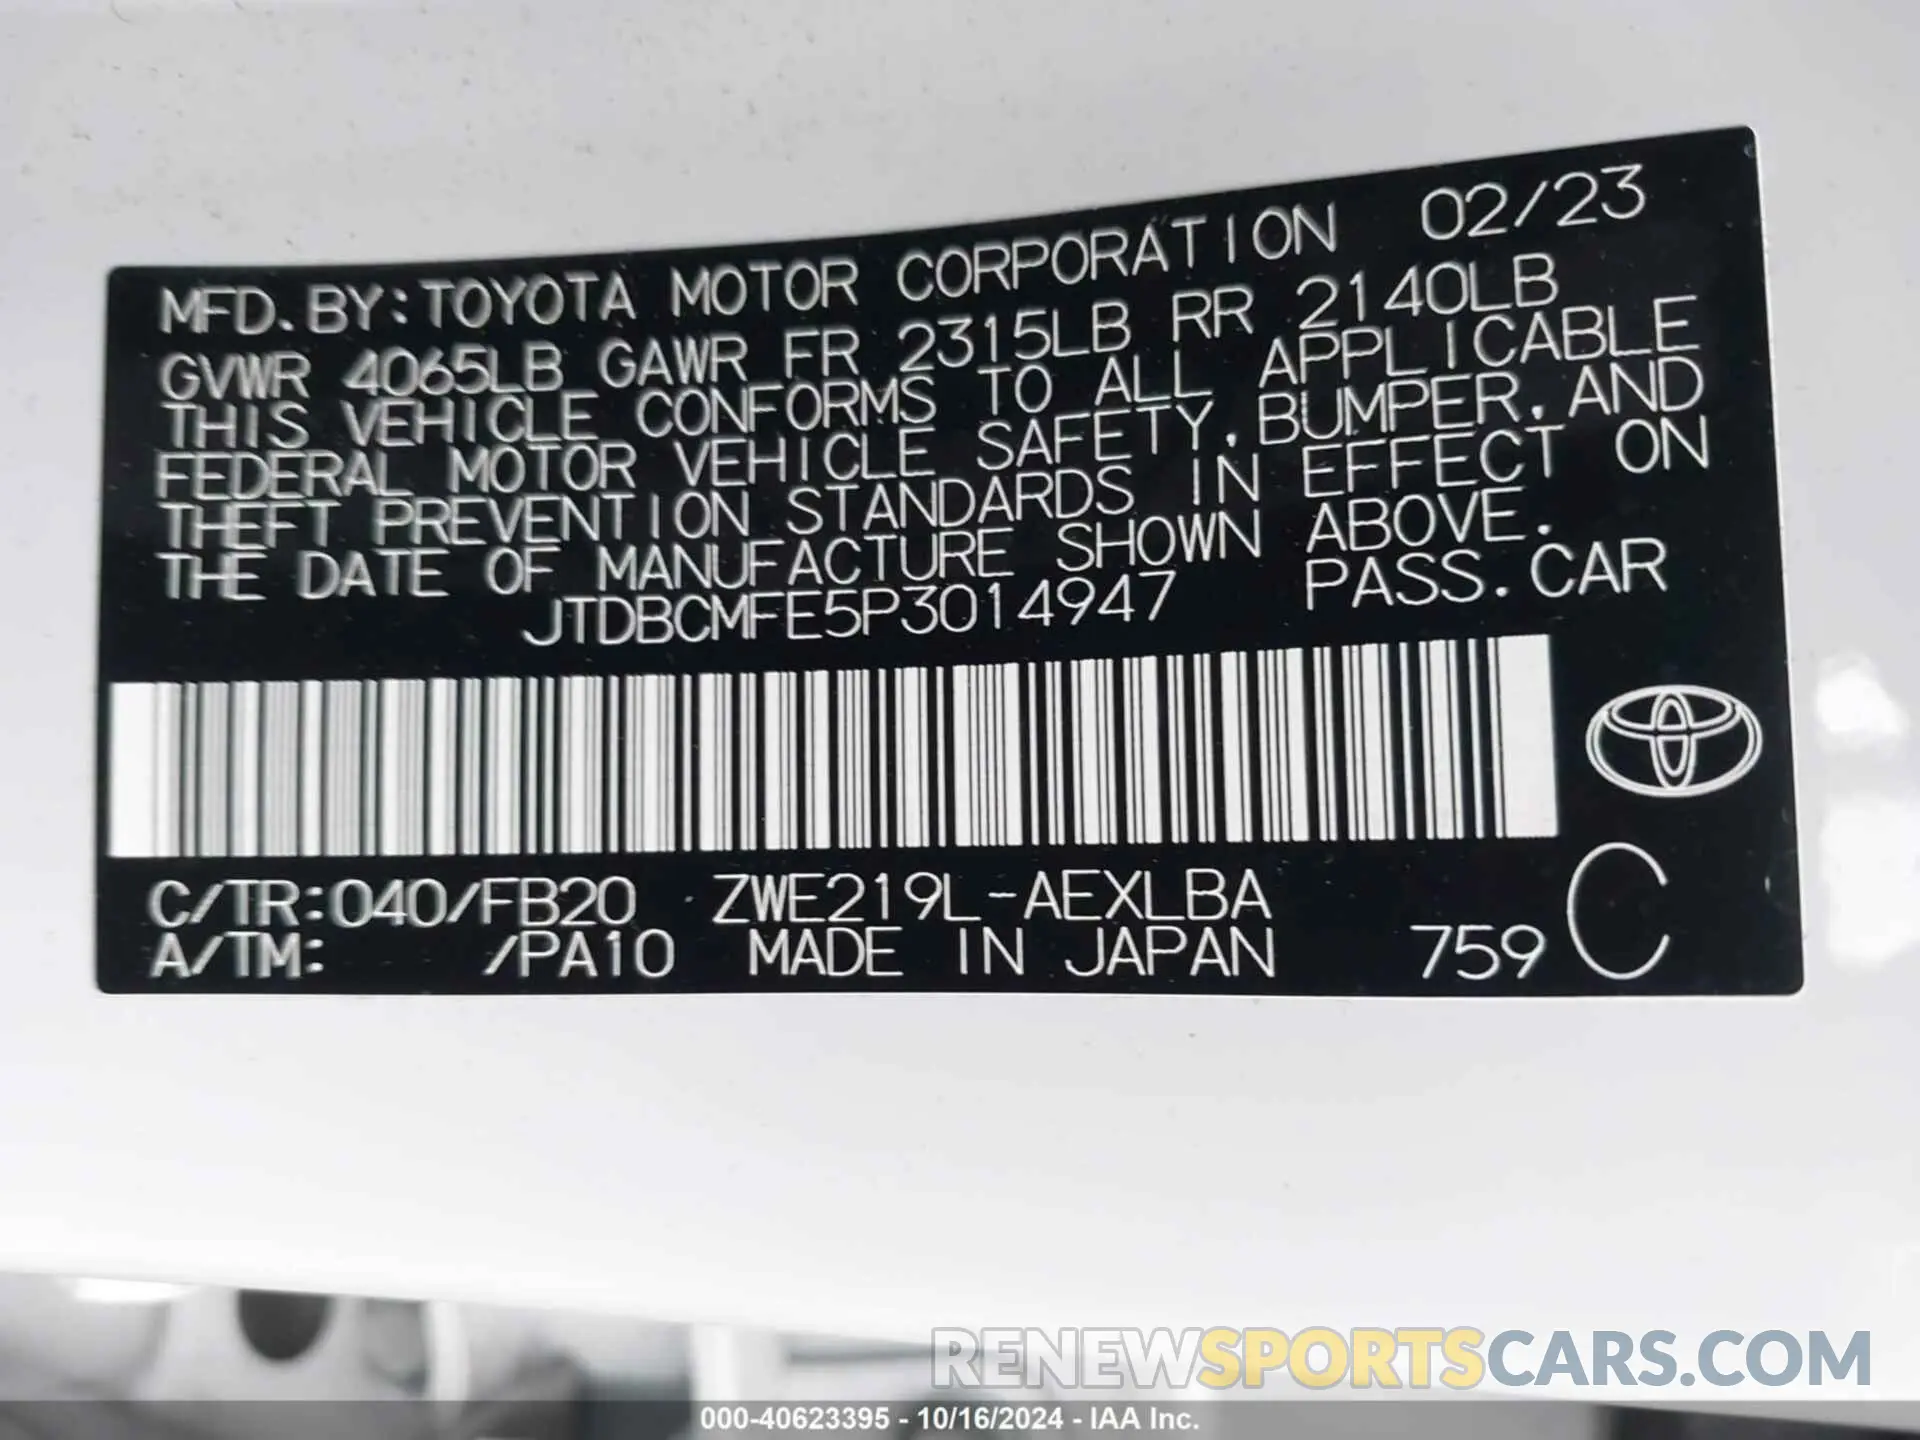 MFD.BY:TOYOTA MOTOR CORPORATION 02/23
GVWR 4065LB GAWR FR 2315LB RR 2140LB
THIS VEHICLE CONFORMS TO ALL APPLICABLE
FEDERAL MOTOR VEHICLE SAFETY,BUMPER,AND
THEFT PREVENTION STANDARDS IN EFFECT ON
THE DATE OF MANUFACTURE SHOWN ABOVE.
JTDBCMFE5P3014947 PASS.CAR
C/TR:040/FB20 ZWE219L-AEXLBA
A/TM: /PA10 MADE IN JAPAN 759 C
RENEWSPORTSCARS.COM
000-40623395 - 10/16/2024 - IAA Inc.